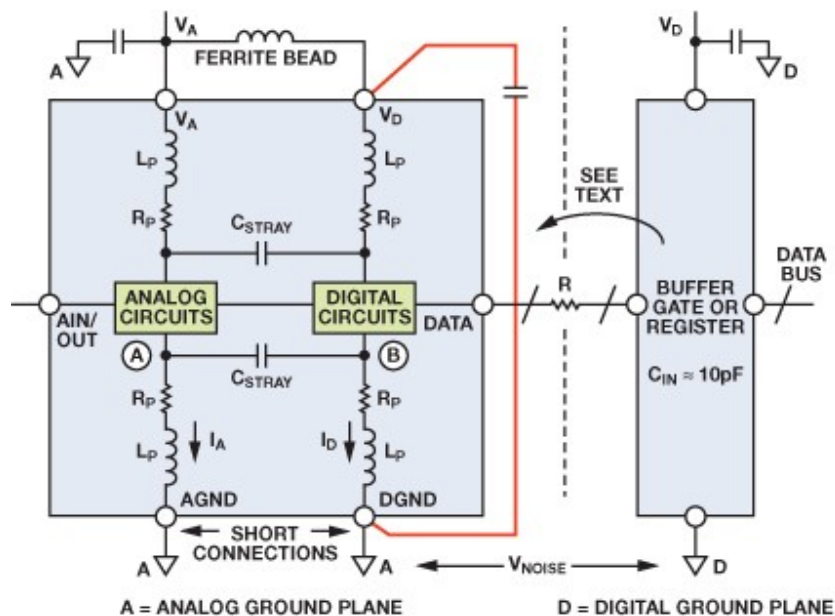 VA
VD
A
FERRITE BEAD
D
VA
VD
LP
LP
SEE
TEXT
RP
RP
CSTRAY
DATA
BUS
ANALOG
CIRCUITS
DIGITAL
CIRCUITS
R
BUFFER
GATE OR
REGISTER
AIN/
OUT
DATA
A
B
CSTRAY
CIN ≈ 10pF
RP
RP
IA
ID
LP
LP
AGND
DGND
SHORT
CONNECTIONS
VNOISE
A
A
D
A = ANALOG GROUND PLANE
D = DIGITAL GROUND PLANE